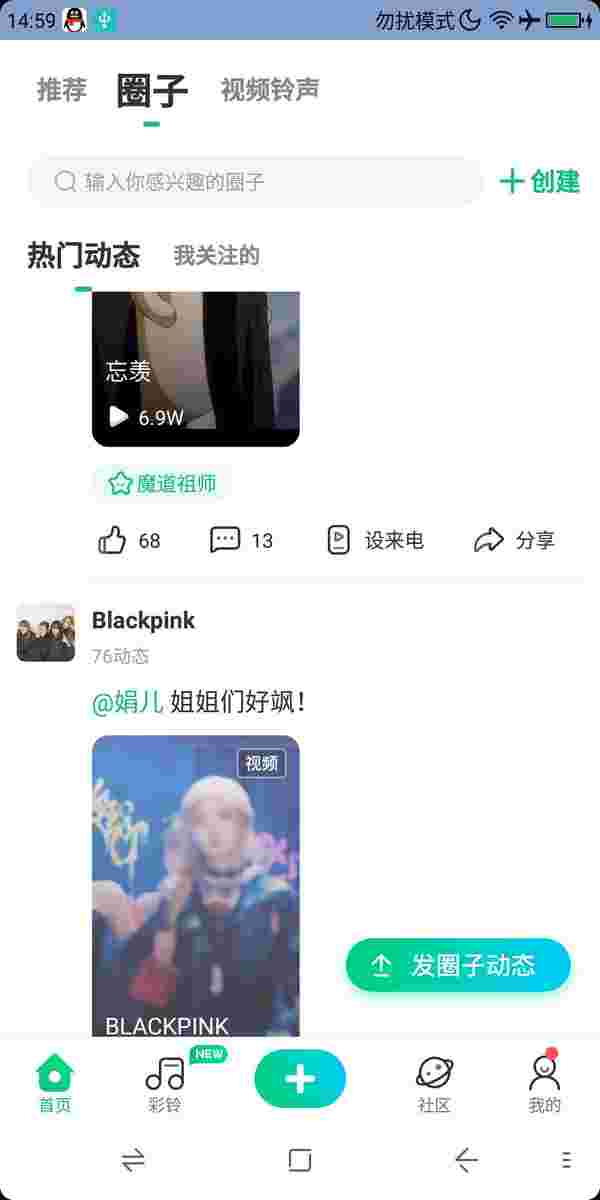 14:59 勿扰模式
推荐 圈子 视频铃声
输入你感兴趣的圈子 创建
热门动态 我关注的
忘羡
6.9W
魔道祖师
68 13 设来电 分享
Blackpink
76动态
@娟儿 姐姐们好飒！
视频
发圈子动态
BLACKPINK
NEW
首页 彩铃 社区 我的